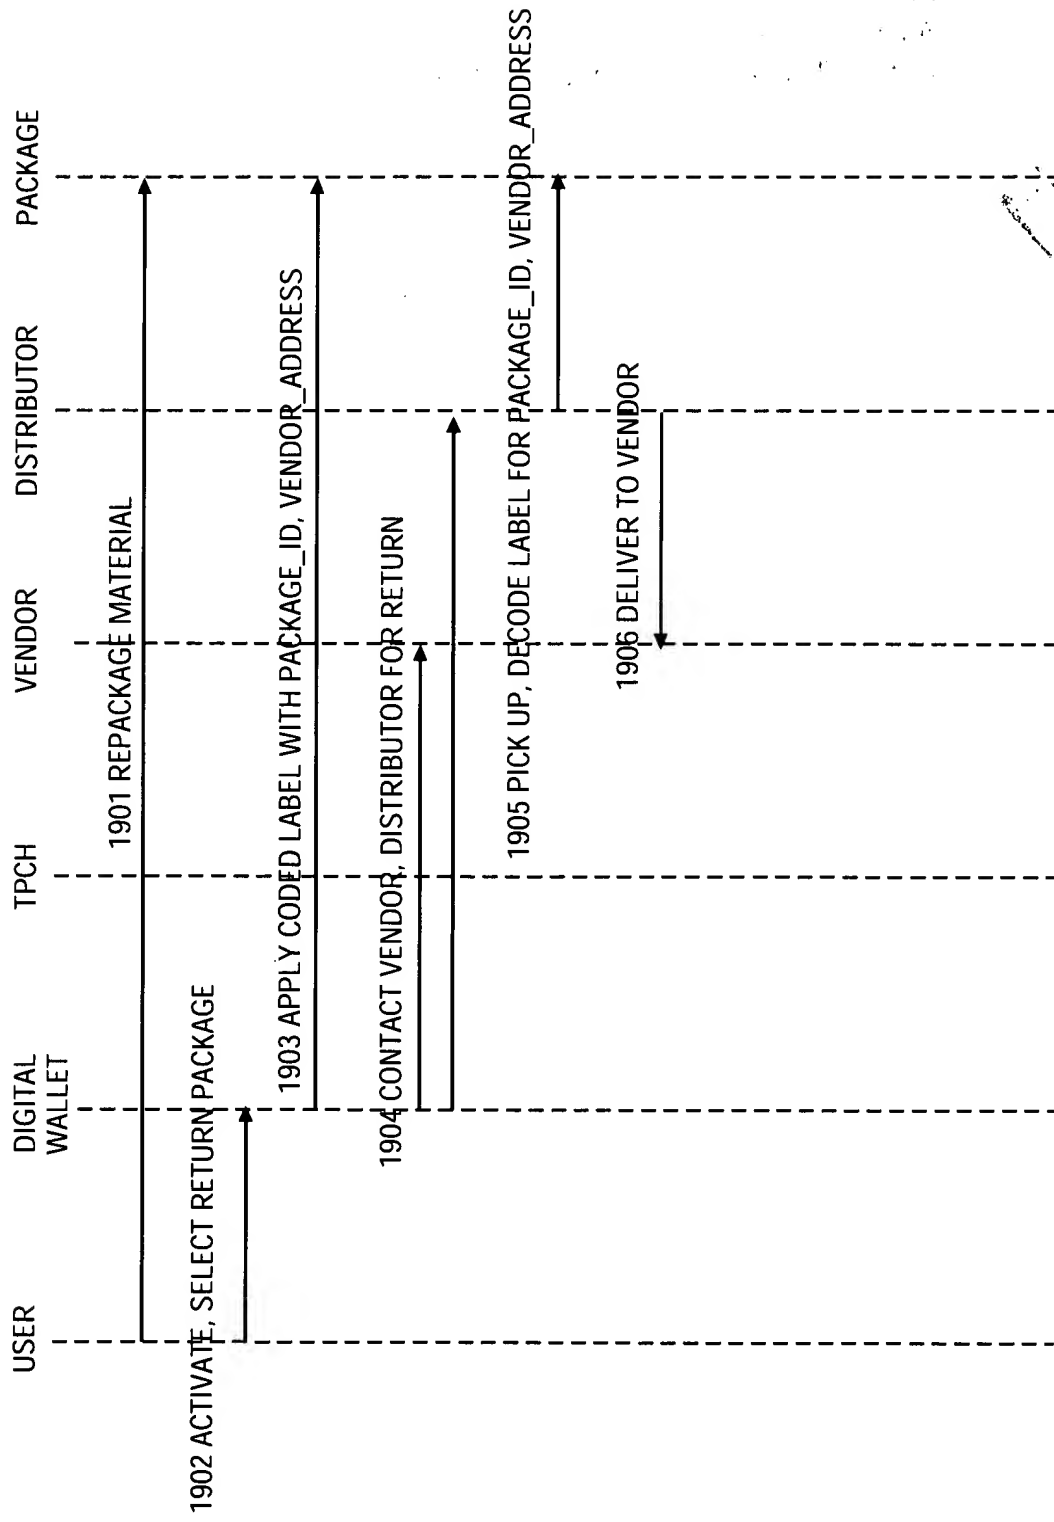 USER
DIGITAL
WALLET
TPCH
VENDOR
DISTRIBUTOR
PACKAGE
1901 REPACKAGE MATERIAL
1902 ACTIVATE, SELECT RETURN PACKAGE
1903 APPLY CODED LABEL WITH PACKAGE_ID, VENDOR_ADDRESS
1904 CONTACT VENDOR, DISTRIBUTOR FOR RETURN
1905 PICK UP, DECODE LABEL FOR PACKAGE_ID, VENDOR_ADDRESS
1906 DELIVER TO VENDOR